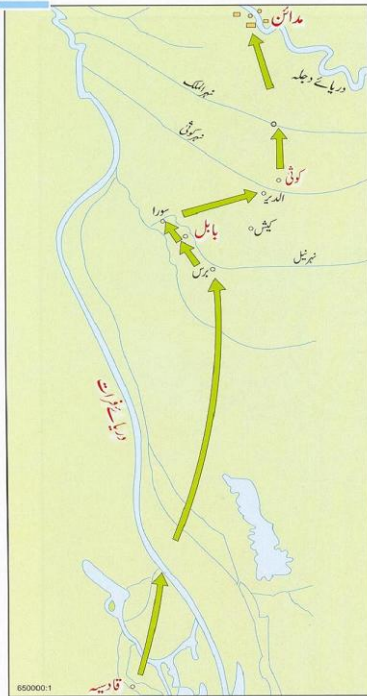 مدائن
دریائے دجلہ
نہر الملک
نہر کوثیٰ
کوثیٰ
الدیر
سورا
بابل
کیش
برس
نہر نیل
دریائے فرات
قادسیہ
650000:1